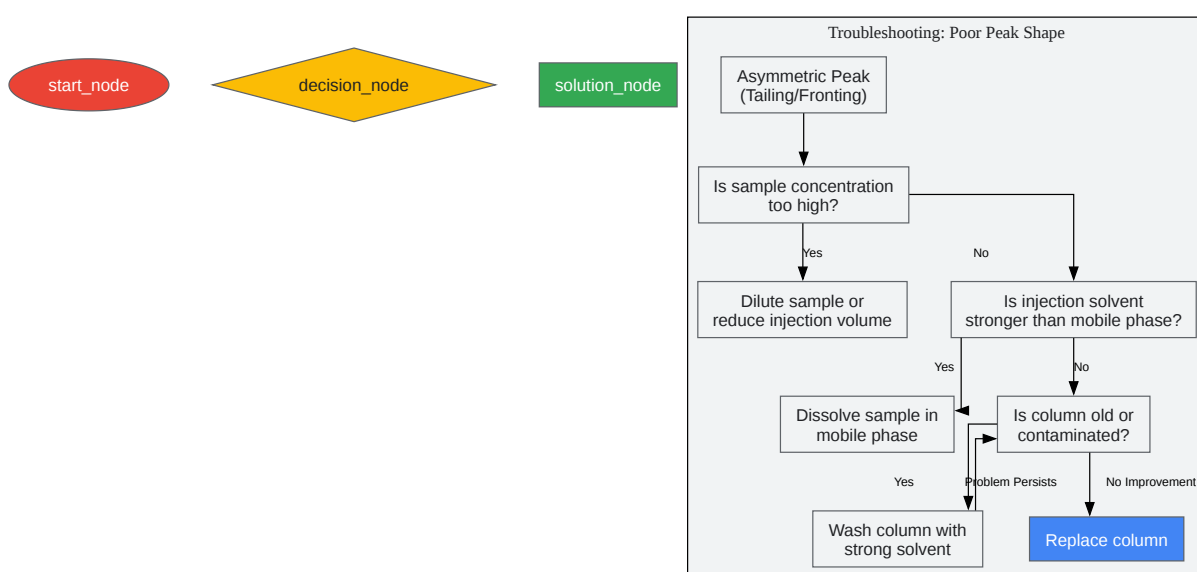 Troubleshooting: Poor Peak Shape
start_node
decision_node
solution_node
Asymmetric Peak
(Tailing/Fronting)
Is sample concentration
too high?
Yes
No
Dilute sample or
reduce injection volume
Is injection solvent
stronger than mobile phase?
Yes
No
Dissolve sample in
mobile phase
Is column old or
contaminated?
Yes
Problem Persists
No Improvement
Wash column with
strong solvent
Replace column